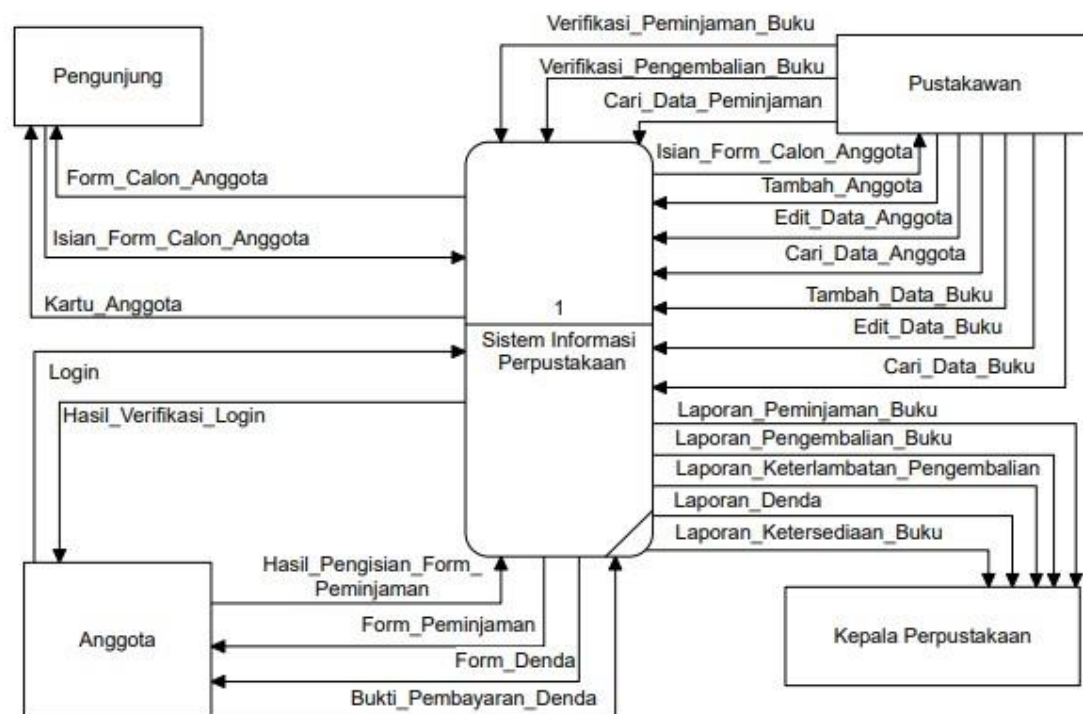 Verifikasi_Peminjaman_Buku
Pengunjung
Verifikasi_Pengembalian_Buku
Pustakawan
Cari_Data_Peminjaman
Isian_Form_Calon_Anggota
Form_Calon_Anggota
Tambah_Anggota
Edit_Data_Anggota
Isian_Form_Calon_Anggota
Cari_Data_Anggota
Kartu_Anggota
Tambah_Data_Buku
1
Edit_Data_Buku
Sistem Informasi
Perpustakaan
Login
Cari_Data_Buku
Hasil_Verifikasi_Login
Laporan_Peminjaman_Buku
Laporan_Pengembalian_Buku
Laporan_Keterlambatan_Pengembalian
Laporan_Denda
Laporan_Ketersediaan_Buku
Hasil_Pengisian_Form_
Peminjaman
Form_Peminjaman
Anggota
Kepala Perpustakaan
Form_Denda
Bukti_Pembayaran_Denda